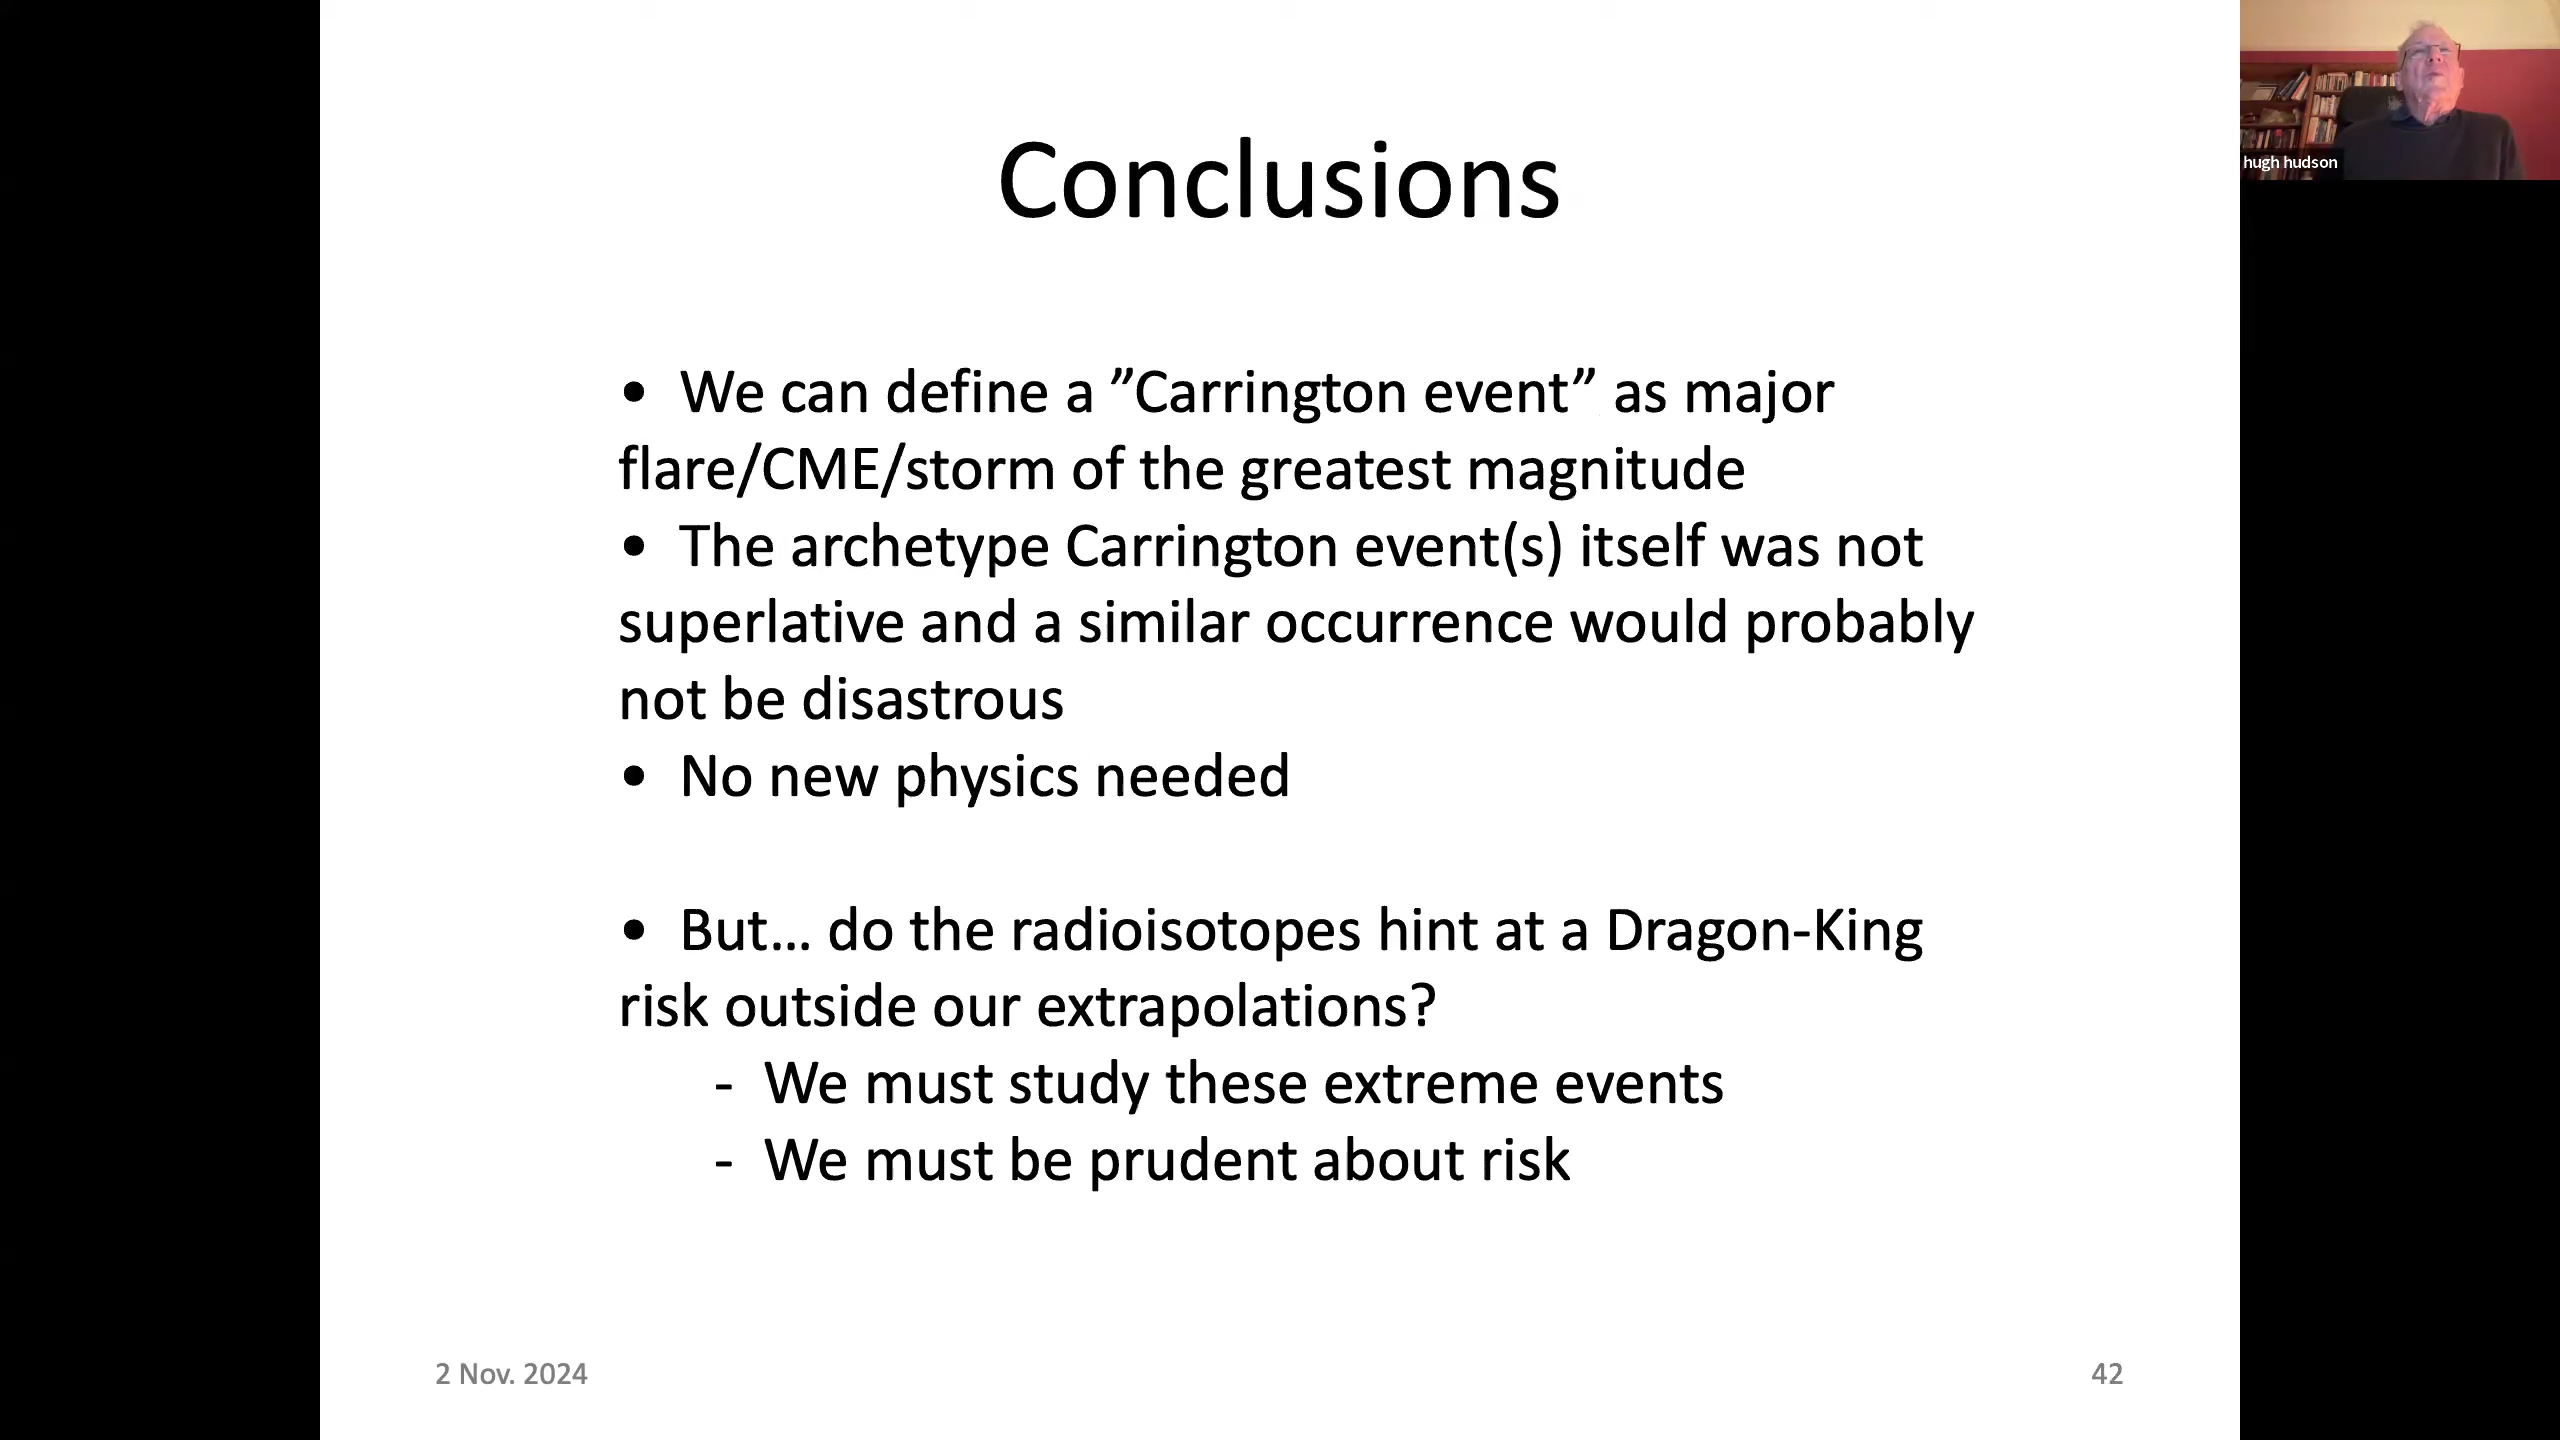 Conclusions
hugh hudson
• We can define a ”Carrington event” as major
flare/CME/storm of the greatest magnitude
• The archetype Carrington event(s) itself was not
superlative and a similar occurrence would probably
not be disastrous
• No new physics needed
• But... do the radioisotopes hint at a Dragon-King
risk outside our extrapolations?
- We must study these extreme events
- We must be prudent about risk
2 Nov. 2024
42